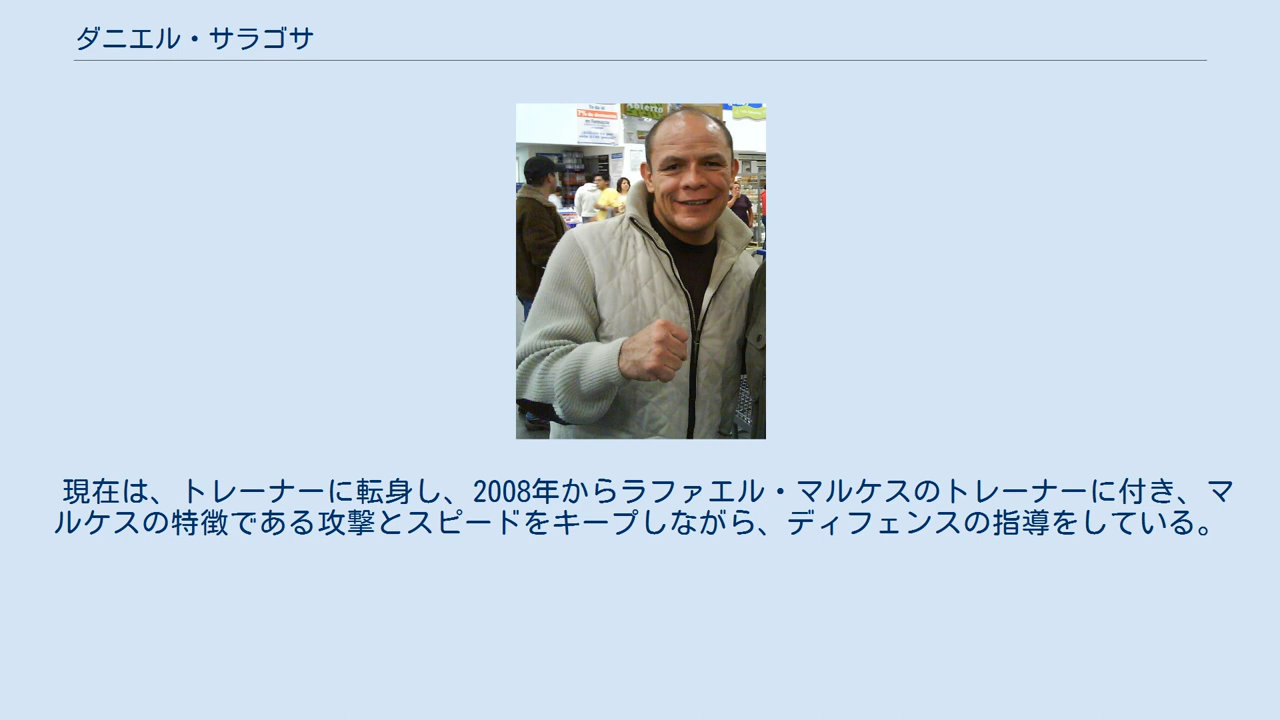 ダニエル・サラゴサ
Abierto
現在は、トレーナーに転身し、2008年からラファエル・マルケスのトレーナーに付き、マ
ルケスの特徴である攻撃とスピードをキープしながら、ディフェンスの指導をしている。